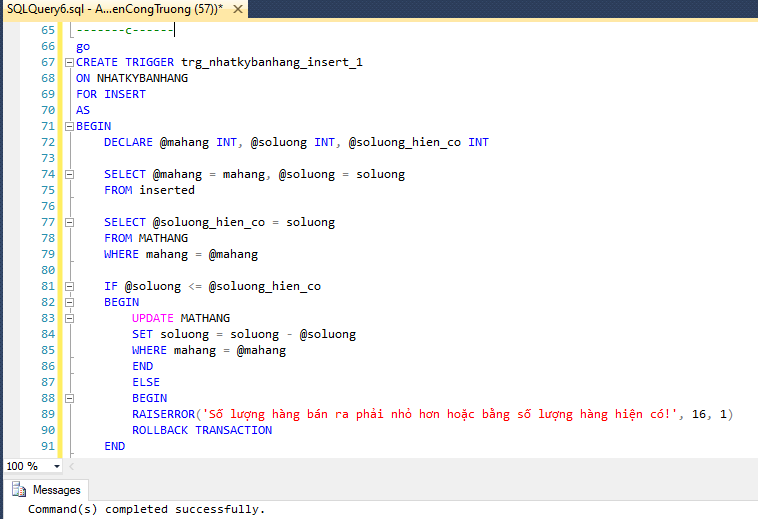 SQLQuery6.sql - A...enCongTruong (57))* ×
65 -------c------
66 go
67 CREATE TRIGGER trg_nhatkybanhang_insert_1
68 ON NHATKYBANHANG
69 FOR INSERT
70 AS
71 BEGIN
72 DECLARE @mahang INT, @soluong INT, @soluong_hien_co INT
73
74 SELECT @mahang = mahang, @soluong = soluong
75 FROM inserted
76
77 SELECT @soluong_hien_co = soluong
78 FROM MATHANG
79 WHERE mahang = @mahang
80
81 IF @soluong <= @soluong_hien_co
82 BEGIN
83 UPDATE MATHANG
84 SET soluong = soluong - @soluong
85 WHERE mahang = @mahang
86 END
87 ELSE
88 BEGIN
89 RAISERROR('Số lượng hàng bán ra phải nhỏ hơn hoặc bằng số lượng hàng hiện có!', 16, 1)
90 ROLLBACK TRANSACTION
91 END
100 %
Messages
Command(s) completed successfully.